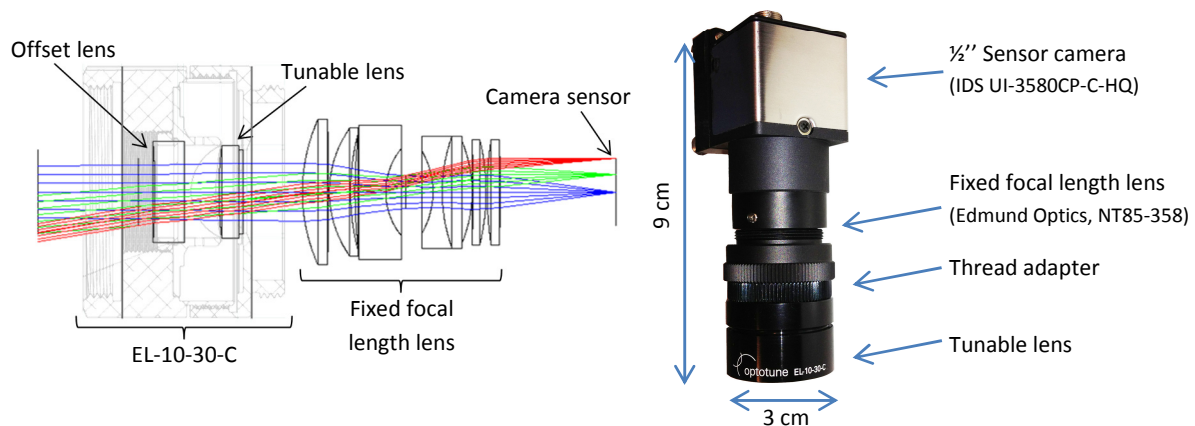 Offset lens
Tunable lens
Camera sensor
Fixed focal
length lens
EL-10-30-C
9 cm
3 cm
½’’ Sensor camera
(IDS UI-3580CP-C-HQ)
Fixed focal length lens
(Edmund Optics, NT85-358)
Thread adapter
Tunable lens
optotune EL-10-30-C